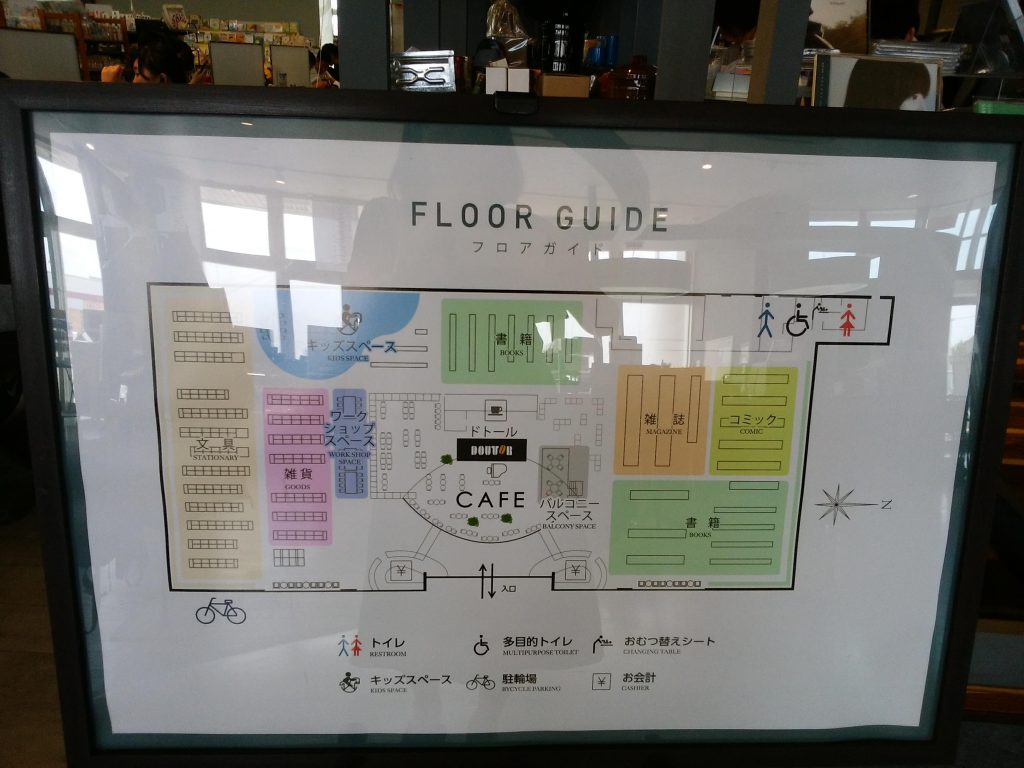 FLOOR GUIDE
フロアガイド
キッズスペース
KIDS SPACE
書籍
BOOKS
ワーク
ショップ
スペース
WORK SHOP
SPACE
文具
STATIONARY
雑貨
GOODS
ドトール
DOUTOR
CAFE
バルコニー
スペース
BALCONY SPACE
雑誌
MAGAZINE
コミック
COMIC
書籍
BOOKS
N
¥
¥
入口
トイレ
RESTROOM
多目的トイレ
MULTIPURPOSE TOILET
おむつ替えシート
CHANGING TABLE
キッズスペース
KIDS SPACE
駐輪場
BYCYCLE PARKING
¥
お会計
CASHIER